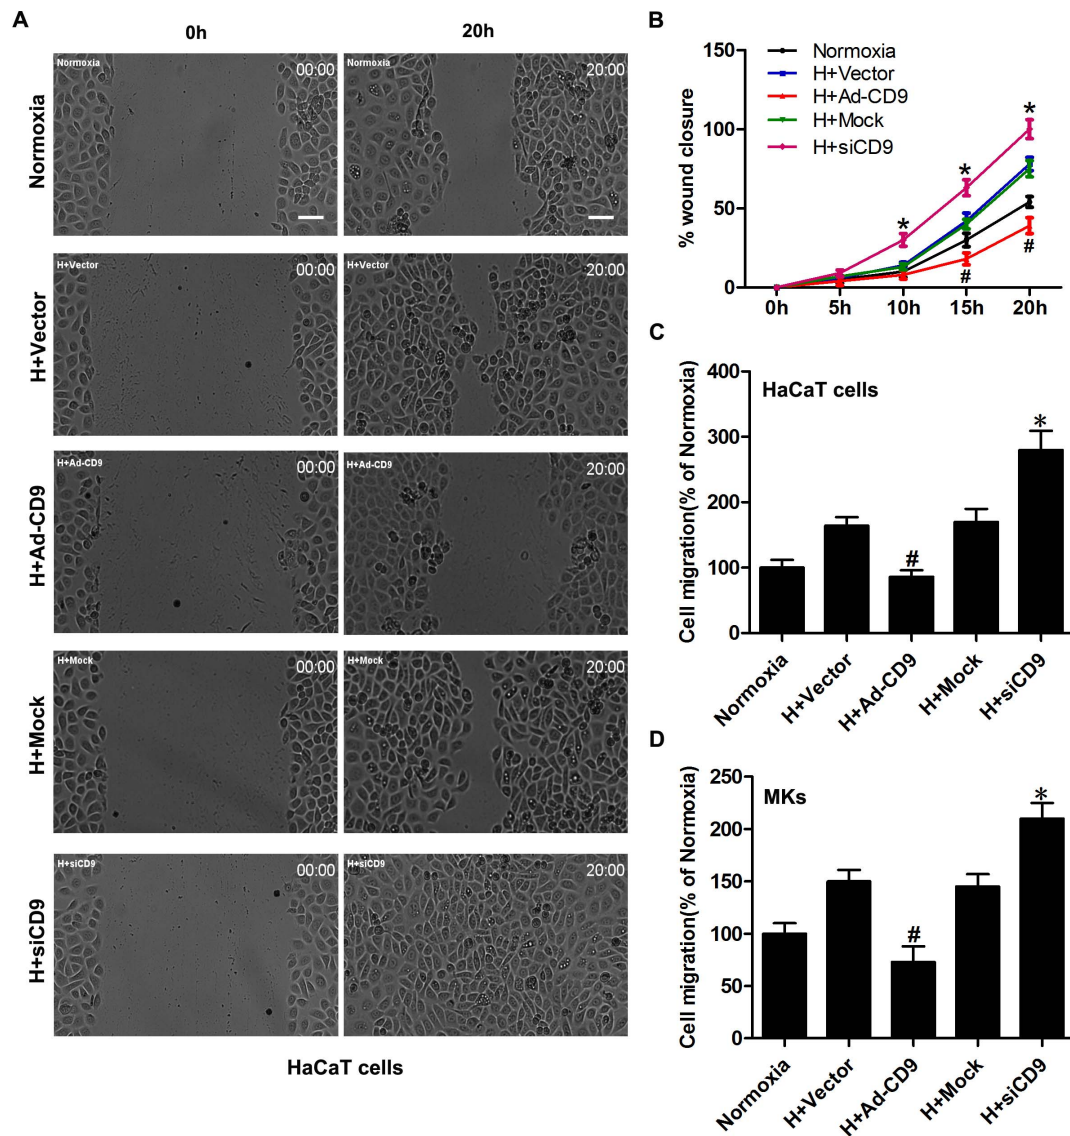 A
0h
20h
Normoxia
Normoxia
00:00
Normoxia
20:00
H+Vector
H+Vector
00:00
H+Vector
20:00
H+Ad-CD9
H+Ad-CD9
00:00
H+Ad-CD9
20:00
H+Mock
H+Mock
00:00
H+Mock
20:00
H+siCD9
H+siCD9
00:00
H+siCD9
20:00
HaCaT cells
B
% wound closure
150
100
50
0
0h
5h
10h
15h
20h
Normoxia
H+Vector
H+Ad-CD9
H+Mock
H+siCD9
*
*
*
#
#
C
Cell migration(% of Normoxia)
400
300
200
100
0
HaCaT cells
#
*
Normoxia
H+Vector
H+Ad-CD9
H+Mock
H+siCD9
D
Cell migration(% of Normoxia)
250
200
150
100
50
0
MKs
#
*
Normoxia
H+Vector
H+Ad-CD9
H+Mock
H+siCD9